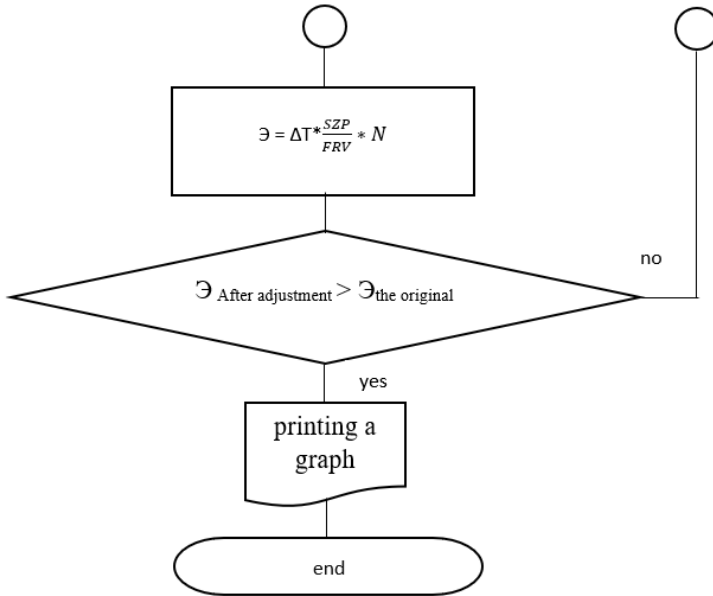 Э = ΔT*SZP/FRV * N
no
Э After adjustment > Э the original
yes
printing a
graph
end